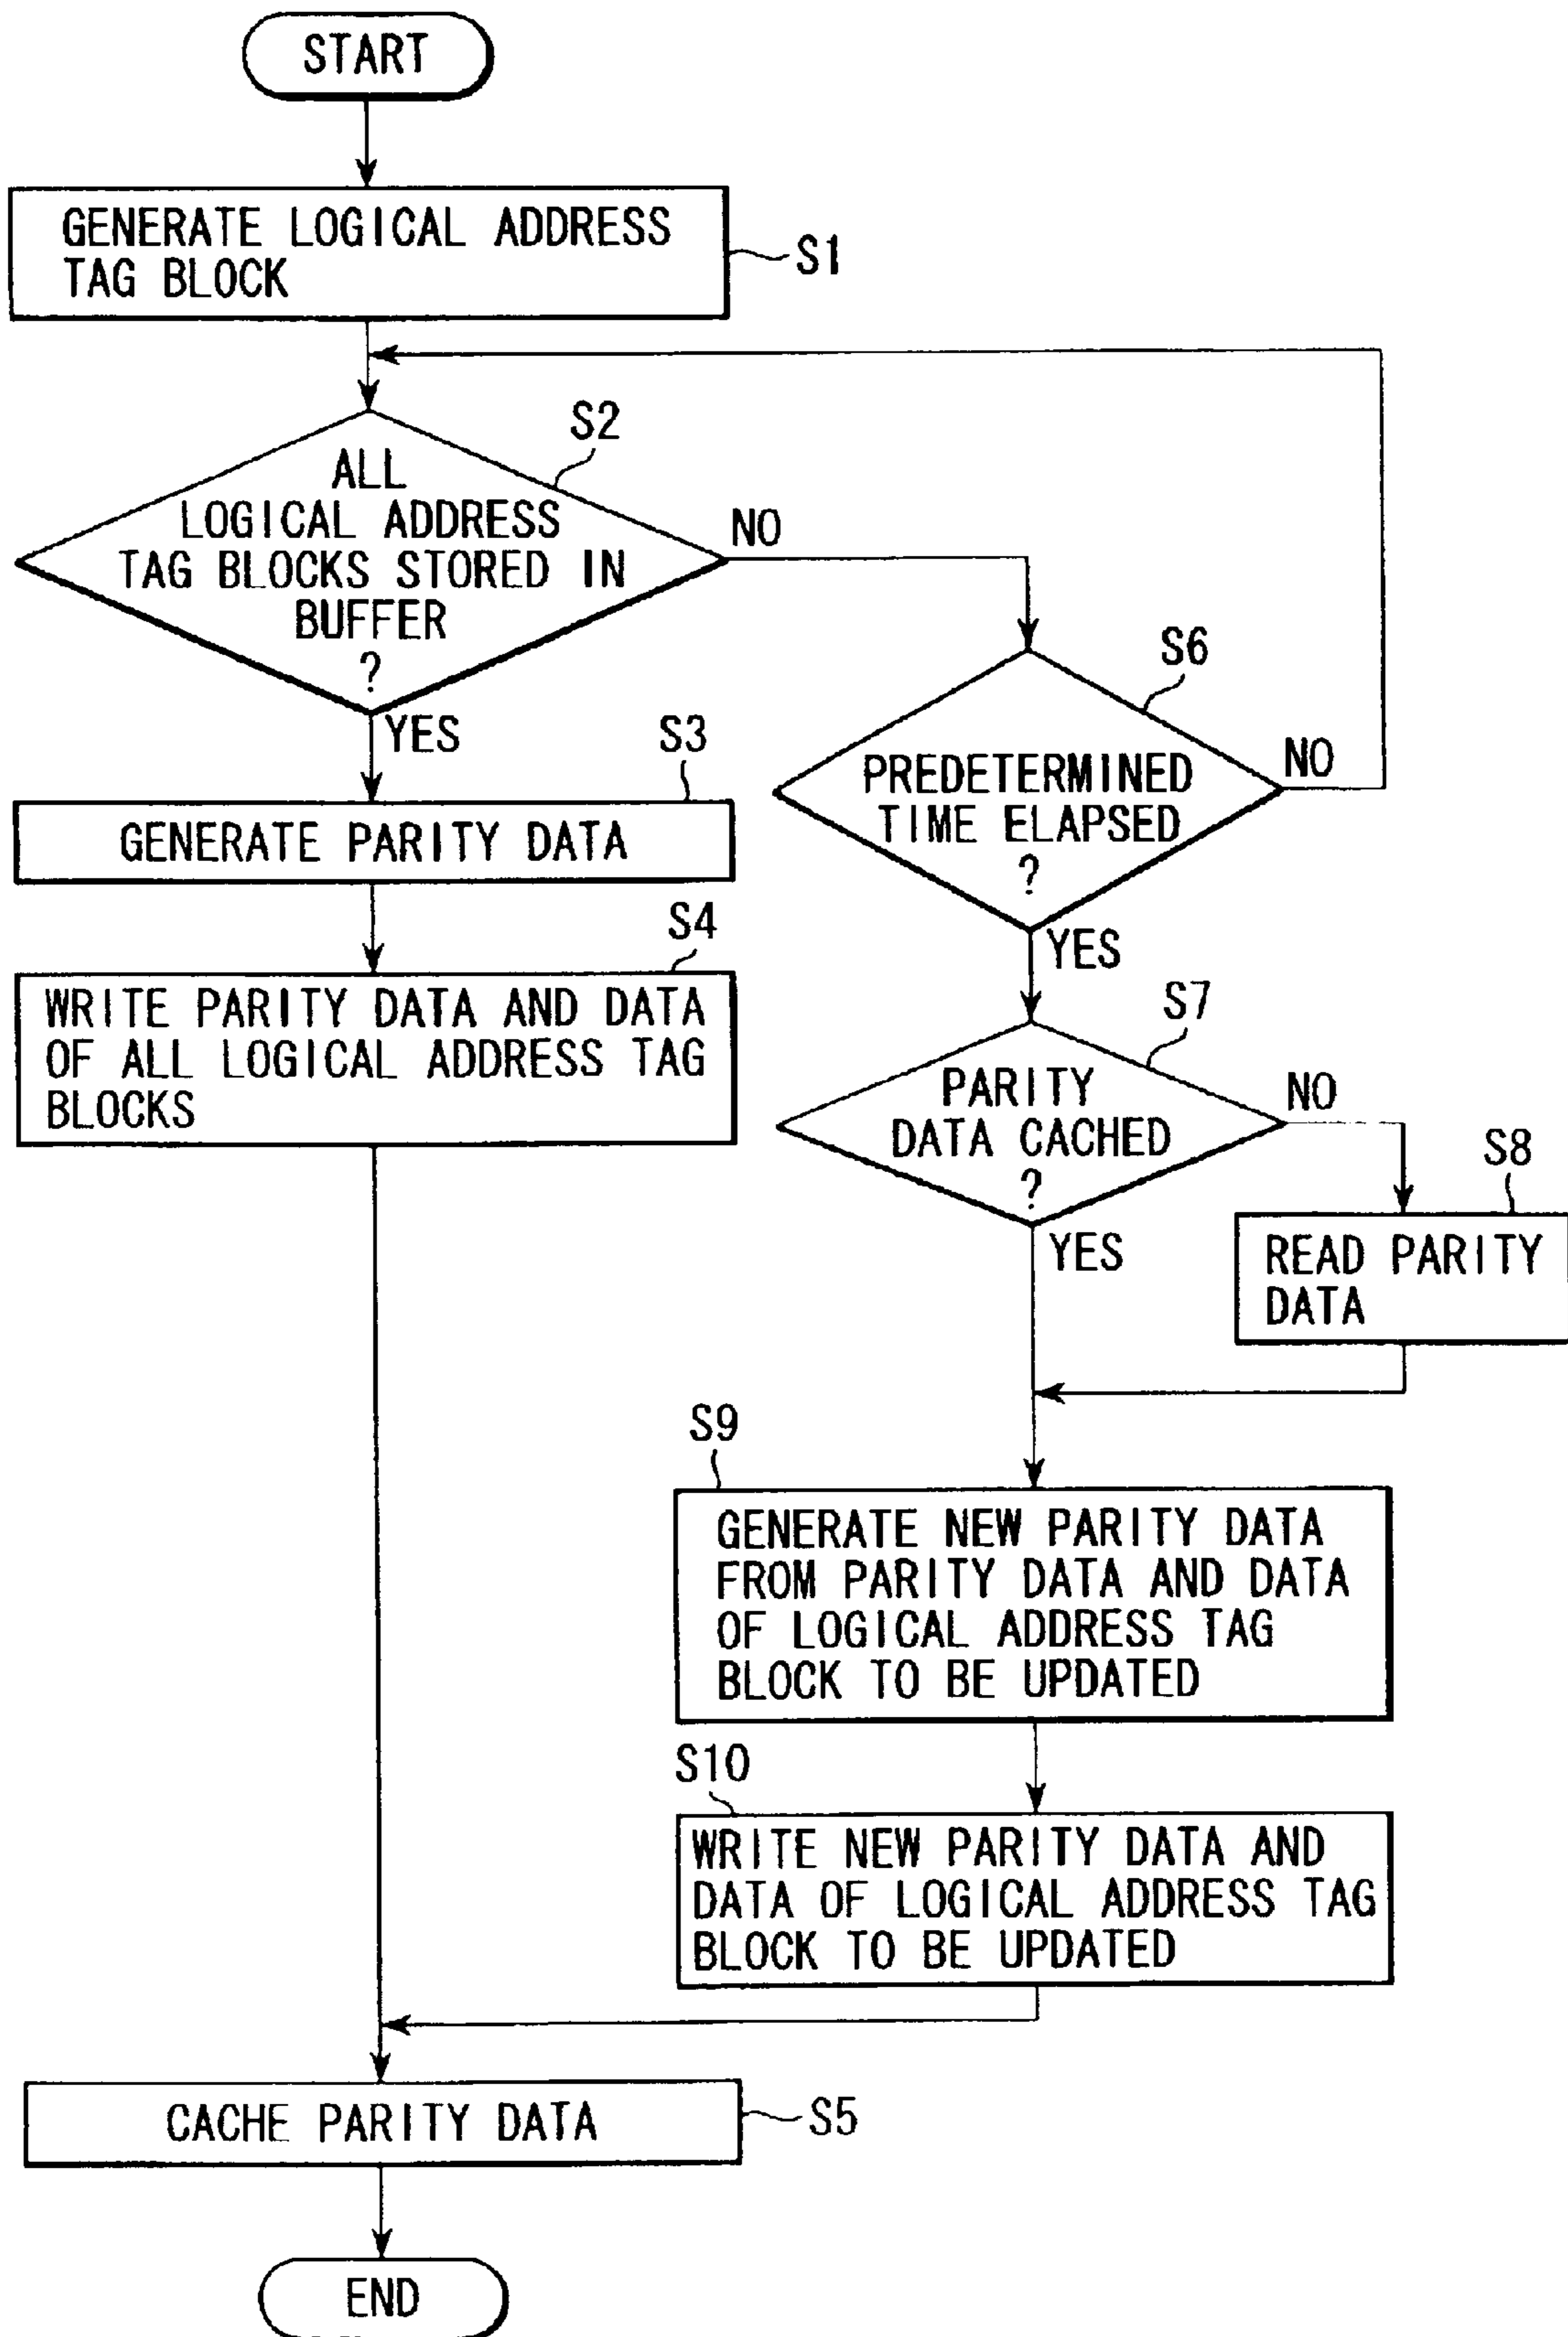 START
GENERATE LOGICAL ADDRESS
TAG BLOCK
S1
S2
ALL
LOGICAL ADDRESS
TAG BLOCKS STORED IN
BUFFER
?
NO
YES
S3
GENERATE PARITY DATA
S4
WRITE PARITY DATA AND DATA
OF ALL LOGICAL ADDRESS TAG
BLOCKS
S6
PREDETERMINED
TIME ELAPSED
?
NO
YES
S7
PARITY
DATA CACHED
?
NO
YES
S8
READ PARITY
DATA
S9
GENERATE NEW PARITY DATA
FROM PARITY DATA AND DATA
OF LOGICAL ADDRESS TAG
BLOCK TO BE UPDATED
S10
WRITE NEW PARITY DATA AND
DATA OF LOGICAL ADDRESS TAG
BLOCK TO BE UPDATED
CACHE PARITY DATA
S5
END